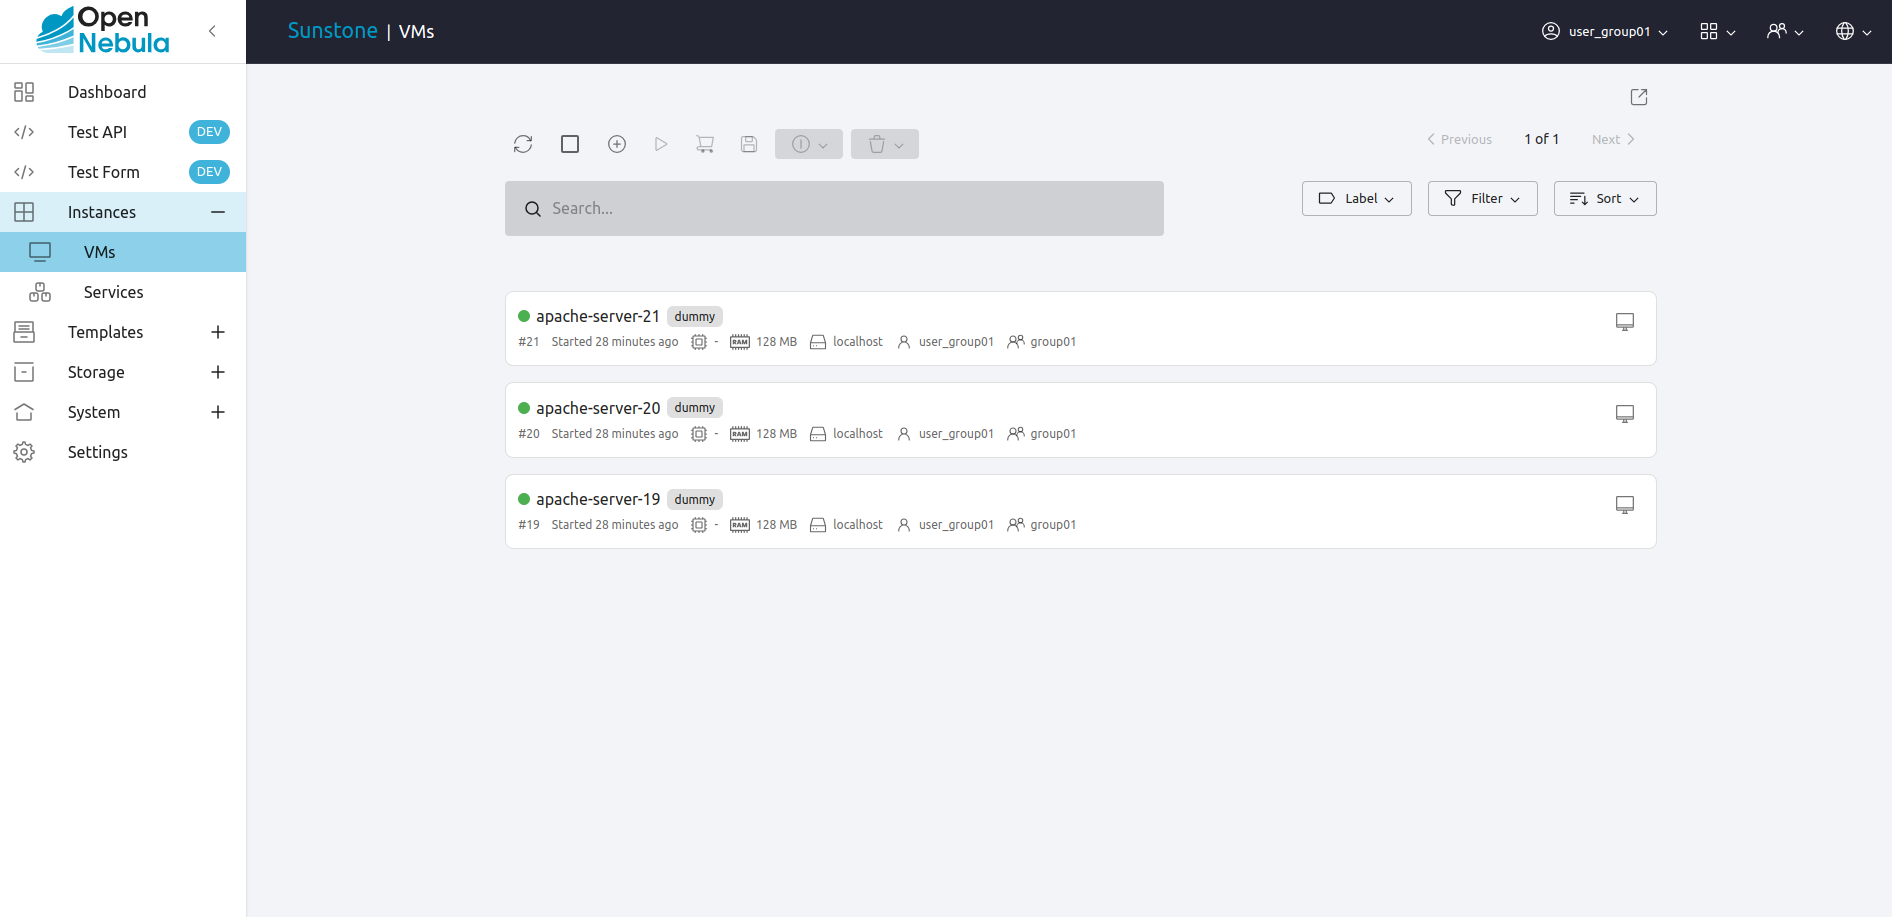 Open
Nebula
Sunstone | VMs
user_group01
Dashboard
Test API DEV
Test Form DEV
Instances
VMs
Services
Templates
Storage
System
Settings
Previous 1 of 1 Next
Search...
Label
Filter
Sort
apache-server-21 dummy
#21 Started 28 minutes ago - RAM 128 MB localhost user_group01 group01
apache-server-20 dummy
#20 Started 28 minutes ago - RAM 128 MB localhost user_group01 group01
apache-server-19 dummy
#19 Started 28 minutes ago - RAM 128 MB localhost user_group01 group01